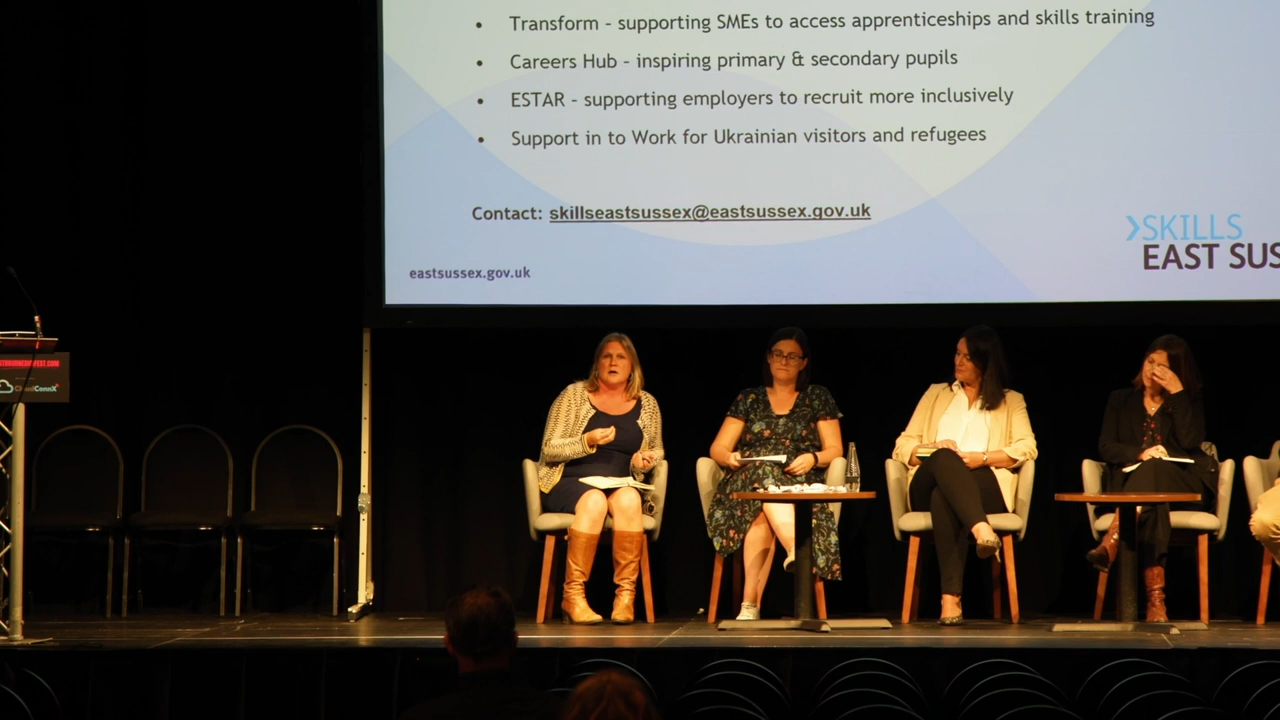 • Transform – supporting SMEs to access apprenticeships and skills training
• Careers Hub – inspiring primary & secondary pupils
• ESTAR – supporting employers to recruit more inclusively
• Support in to Work for Ukrainian visitors and refugees
Contact: skillseastsussex@eastsussex.gov.uk
SKILLS
EAST SUS
eastsussex.gov.uk
CloudConnX